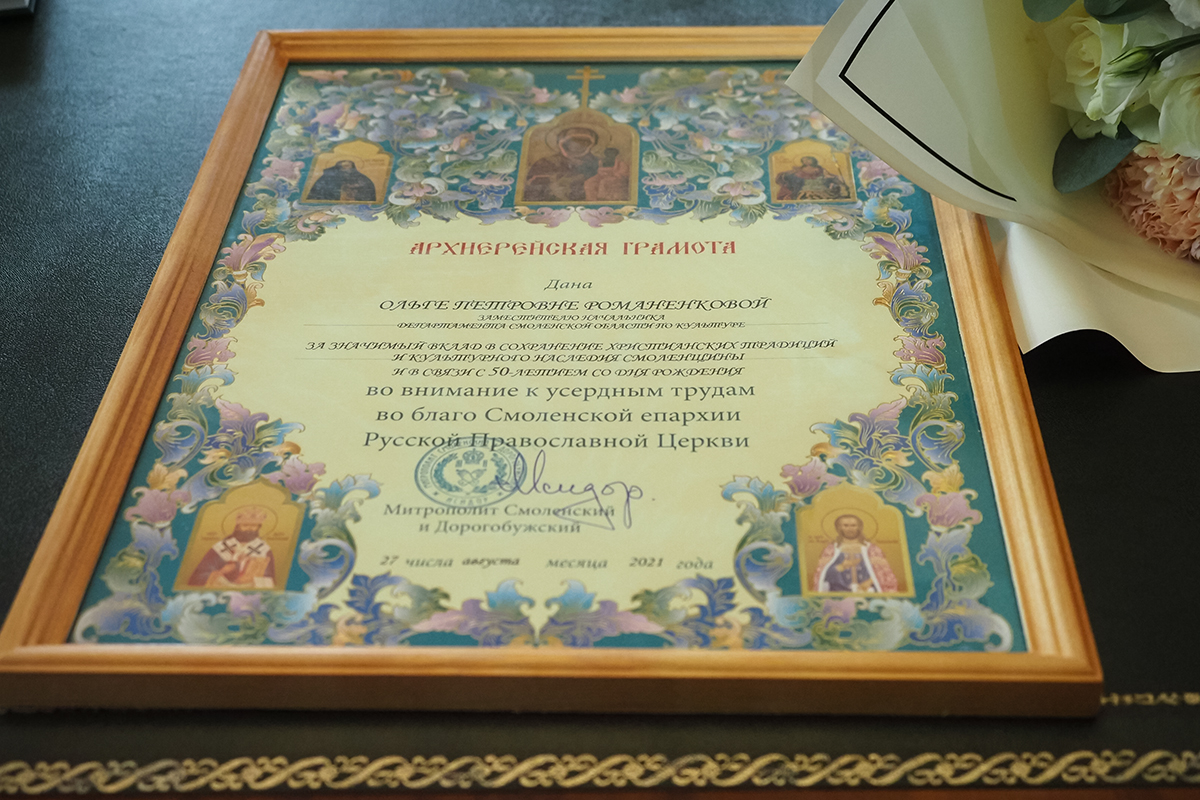 АРХИЕРЕЙСКАЯ ГРАМОТА
Дана
ОЛЬГЕ ПЕТРОВНЕ РОМАНЕНКОВОЙ
ЗАМЕСТИТЕЛЮ НАЧАЛЬНИКА
ДЕПАРТАМЕНТА СМОЛЕНСКОЙ ОБЛАСТИ ПО КУЛЬТУРЕ
ЗА ЗНАЧИМЫЙ ВКЛАД В СОХРАНЕНИЕ ХРИСТИАНСКИХ ТРАДИЦИЙ
И КУЛЬТУРНОГО НАСЛЕДИЯ СМОЛЕНЩИНЫ
И В СВЯЗИ С 50-ЛЕТИЕМ СО ДНЯ РОЖДЕНИЯ
во внимание к усердным трудам
во благо Смоленской епархии
Русской Православной Церкви
Исидор.
Митрополит Смоленский
и Дорогобужский
27 числа августа месяца 2021 года